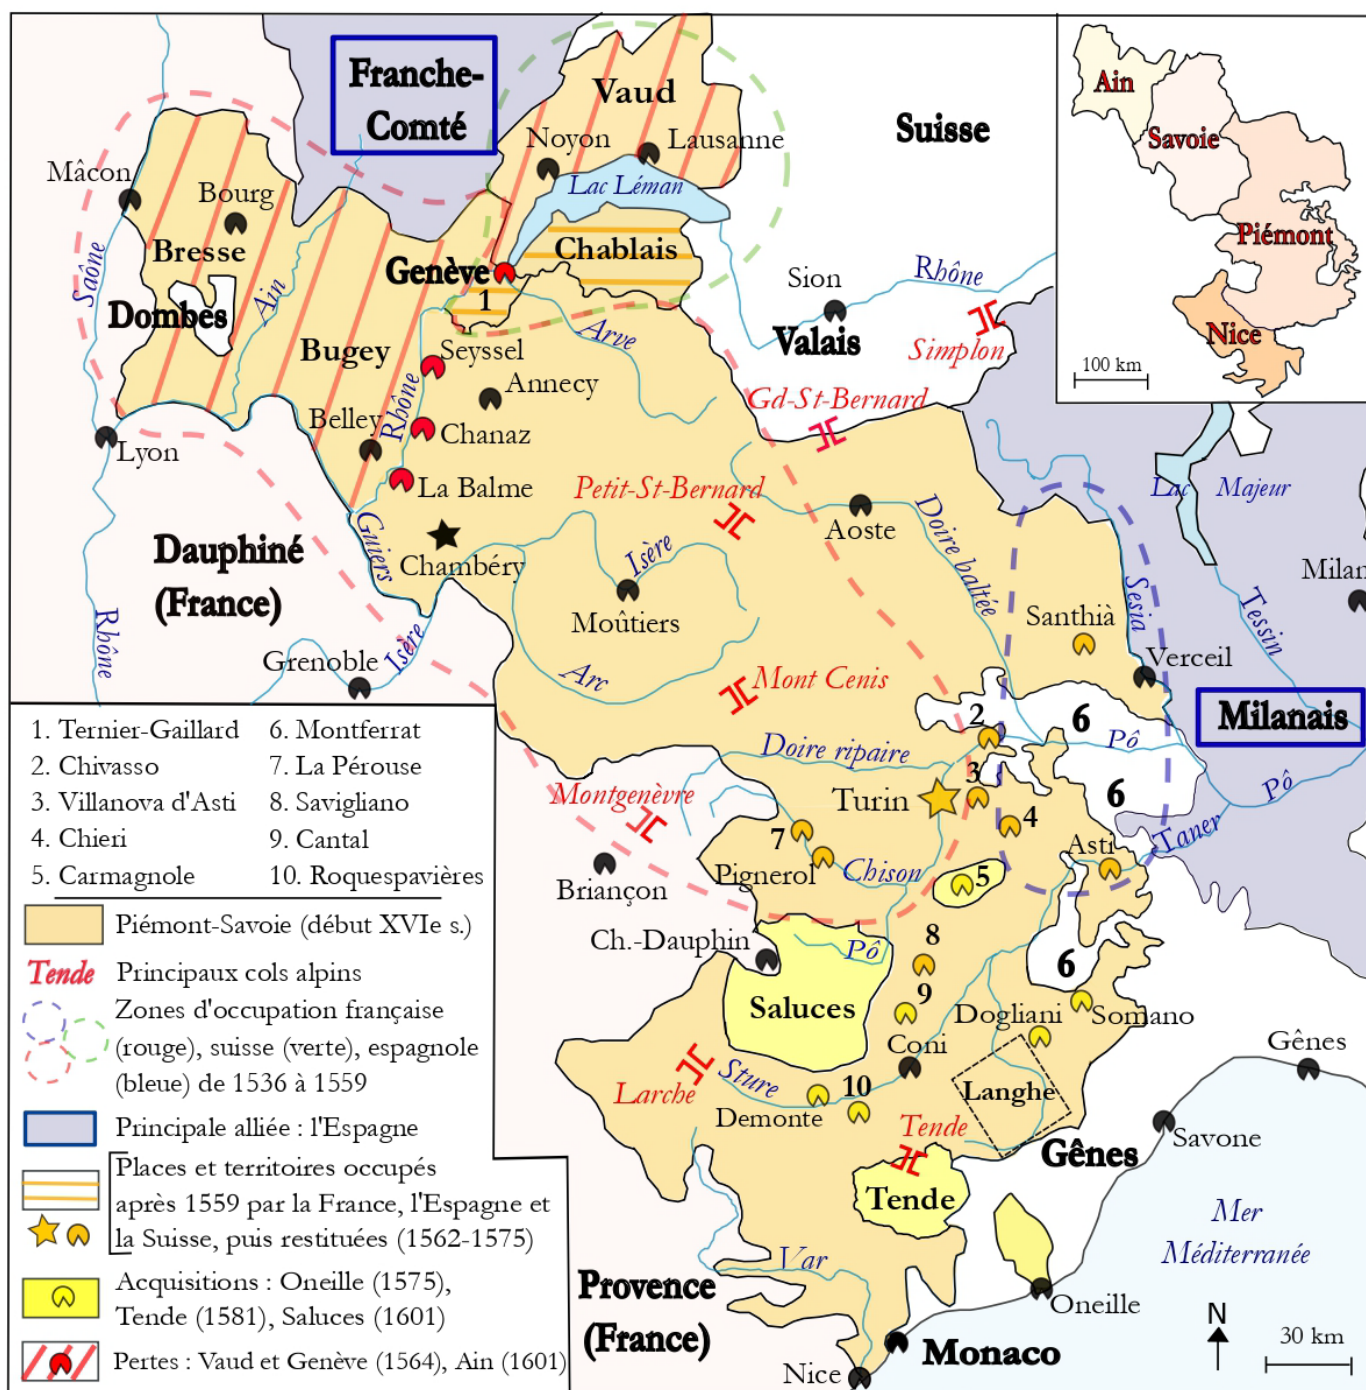 Franche-
Comté
Vaud
Noyon
Lausanne
Lac Léman
Suisse
Mâcon
Bourg
Bresse
Dombes
Saône
Ain
Genève
Chablais
1
Arve
Sion
Rhône
Valais
Simplon
Bugey
Seyssel
Annecy
Gd-St-Bernard
Belley
Rhône
Chanaz
Lyon
La Balme
Petit-St-Bernard
Aoste
Doire baltée
Lac Majeur
Guiers
Chambéry
Dauphiné
(France)
Isère
Moûtiers
Rhône
Isère
Grenoble
Arc
Mont Cenis
Santhià
Sesia
Verceil
Tessin
Milan
Milanais
2
6
Pô
Pô
Doire ripaire
Turin
3
6
4
Taner
Asti
Montgenèvre
Briançon
7
Pignerol
Chison
5
Ch.-Dauphin
Pô
8
6
Saluces
9
Dogliani
Somano
Coni
Larche
Sture
10
Demonte
Langhe
Tende
Gênes
Savone
Gênes
Tende
Var
Mer
Méditerranée
Provence
(France)
Oneille
Monaco
Nice
N
30 km
Ain
Savoie
Piémont
Nice
100 km
1. Ternier-Gaillard
2. Chivasso
3. Villanova d'Asti
4. Chieri
5. Carmagnole
6. Montferrat
7. La Pérouse
8. Savigliano
9. Cantal
10. Roquespavières
Piémont-Savoie (début XVIe s.)
Tende
Principaux cols alpins
Zones d'occupation française
(rouge), suisse (verte), espagnole
(bleue) de 1536 à 1559
Principale alliée : l'Espagne
Places et territoires occupés
après 1559 par la France, l'Espagne et
la Suisse, puis restituées (1562-1575)
Acquisitions : Oneille (1575),
Tende (1581), Saluces (1601)
Pertes : Vaud et Genève (1564), Ain (1601)